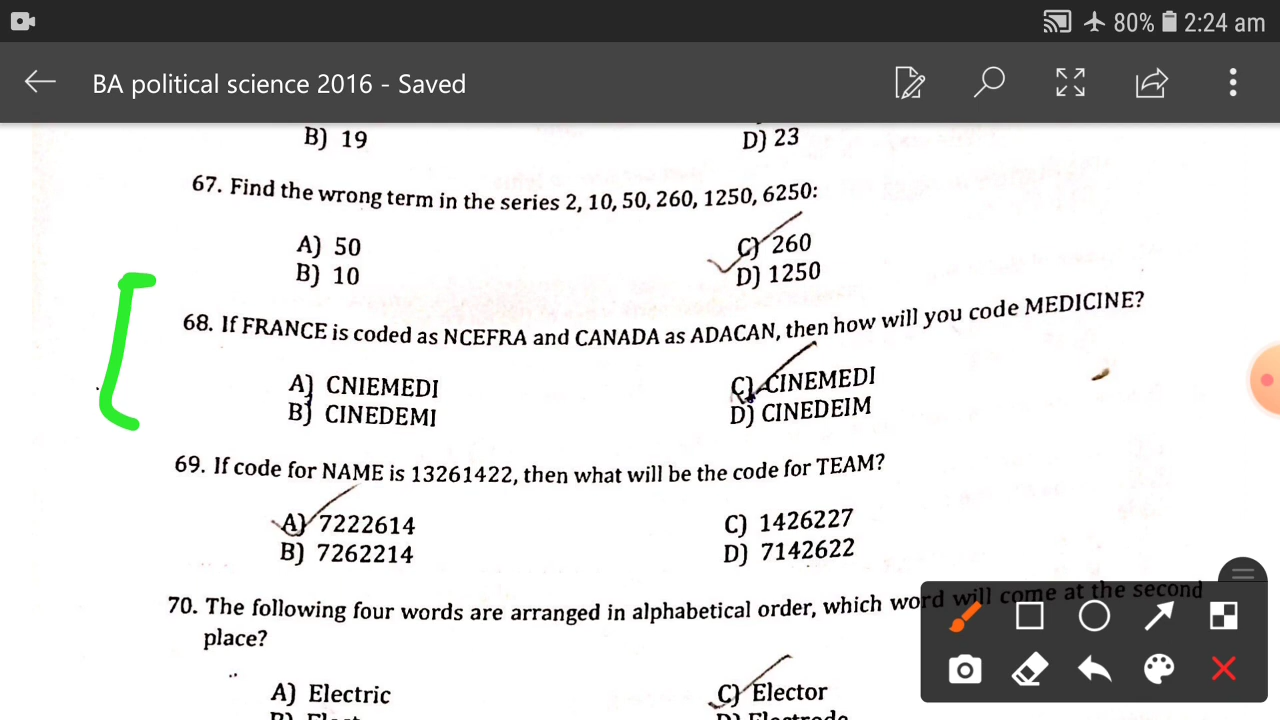 80% 2:24 am
BA political science 2016 - Saved
B) 19
D) 23
67. Find the wrong term in the series 2, 10, 50, 260, 1250, 6250:
A) 50
C) 260
B) 10
D) 1250
68. If FRANCE is coded as NCEFRA and CANADA as ADACAN, then how will you code MEDICINE?
A) CNIEMEDI
C) CINEMEDI
B) CINEDEMI
D) CINEDEIM
69. If code for NAME is 13261422, then what will be the code for TEAM?
A) 7222614
C) 1426227
B) 7262214
D) 7142622
70. The following four words are arranged in alphabetical order, which word will come at the second
place?
A) Electric
C) Elector
D) Electrode